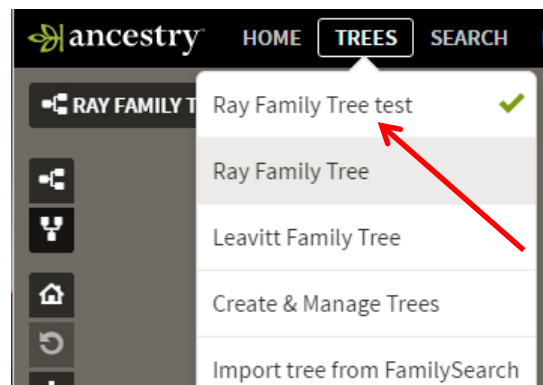 ancestry HOME TREES SEARCH
RAY FAMILY T
Ray Family Tree test
Ray Family Tree
Leavitt Family Tree
Create & Manage Trees
Import tree from FamilySearch